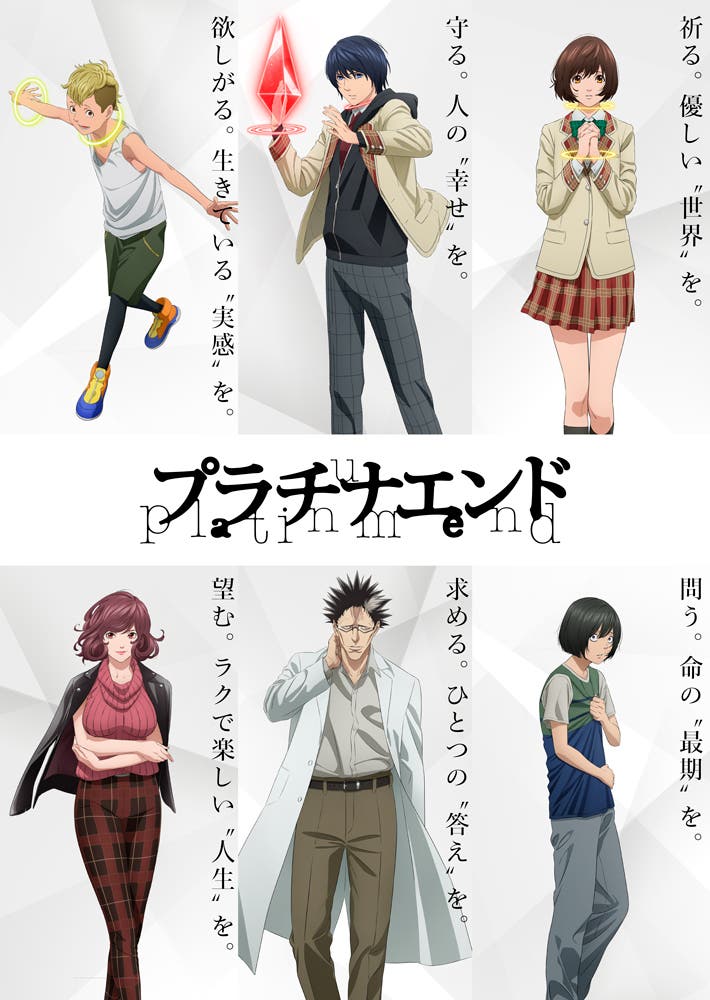 欲しがる。生きている〝実感〟を。
守る。人の〝幸せ〟を。
祈る。優しい〝世界〟を。
プラチナエンド
platinum end
望む。ラクで楽しい〝人生〟を。
求める。ひとつの〝答え〟を。
問う。命の〝最期〟を。